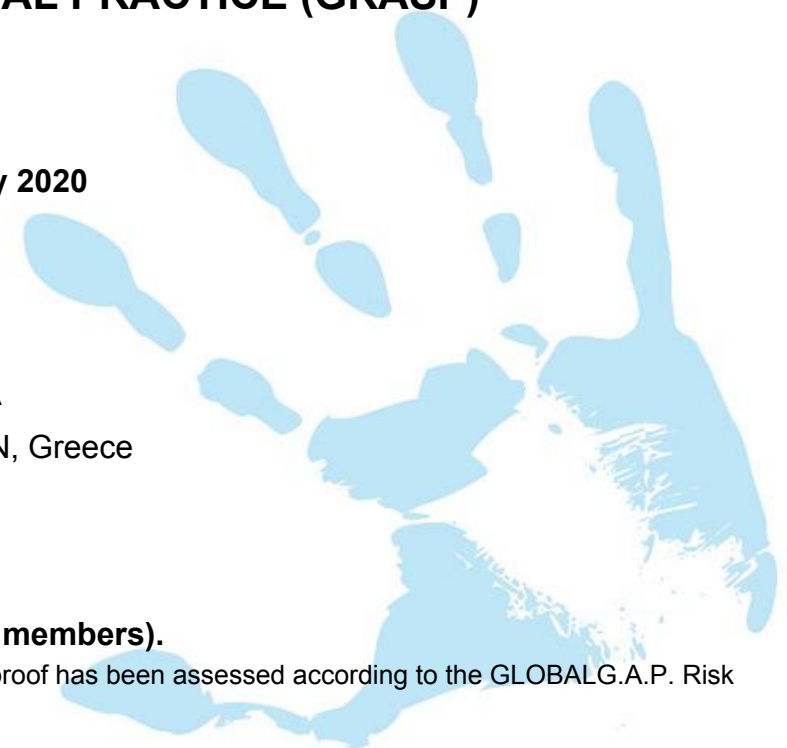 AL PRACTICE (GRASP)
y 2020
N, Greece
members).
proof has been assessed according to the GLOBALG.A.P. Risk